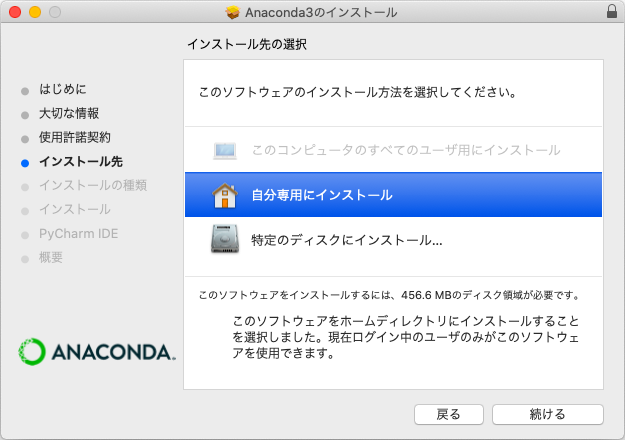 Anaconda3のインストール
インストール先の選択
はじめに
大切な情報
使用許諾契約
インストール先
インストールの種類
インストール
PyCharm IDE
概要
このソフトウェアのインストール方法を選択してください。
このコンピュータのすべてのユーザ用にインストール
自分専用にインストール
特定のディスクにインストール...
このソフトウェアをインストールするには、456.6 MBのディスク領域が必要です。
このソフトウェアをホームディレクトリにインストールすること
を選択しました。現在ログイン中のユーザのみがこのソフトウェ
アを使用できます。
ANACONDA.
戻る
続ける